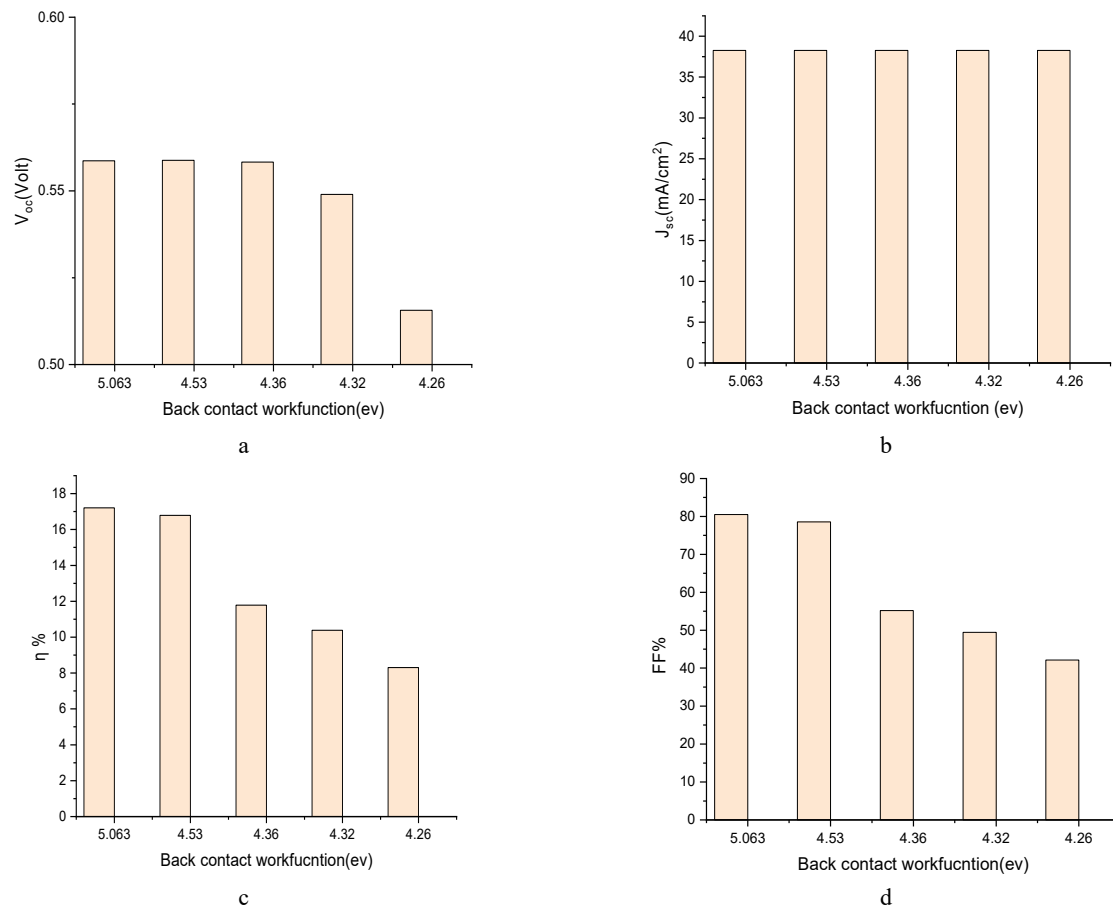 0.60
0.55
0.50
V_oc(Volt)
5.063 4.53 4.36 4.32 4.26
Back contact workfunction(ev)
a
40
35
30
25
20
15
10
5
0
J_sc(mA/cm²)
5.063 4.53 4.36 4.32 4.26
Back contact workfucntion (ev)
b
18
16
14
12
10
8
6
4
2
0
η %
5.063 4.53 4.36 4.32 4.26
Back contact workfucntion(ev)
c
90
80
70
60
50
40
30
20
10
0
FF%
5.063 4.53 4.36 4.32 4.26
Back contact workfucntion(ev)
d